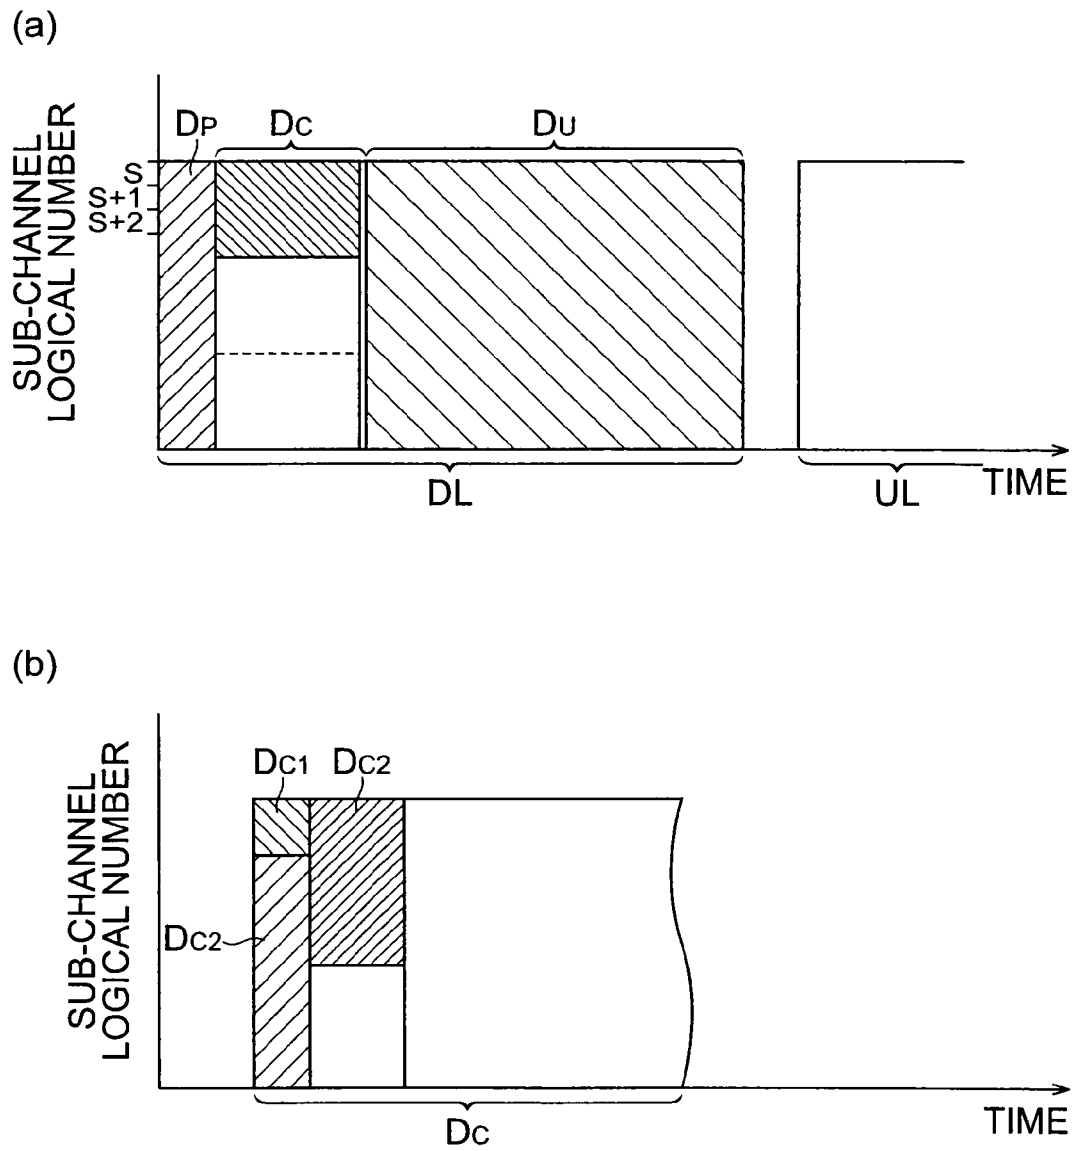 (a)
SUB-CHANNEL
LOGICAL NUMBER
DP
DC
DU
S
S+1
S+2
DL
UL
TIME
(b)
SUB-CHANNEL
LOGICAL NUMBER
DC1
DC2
DC2
DC
TIME